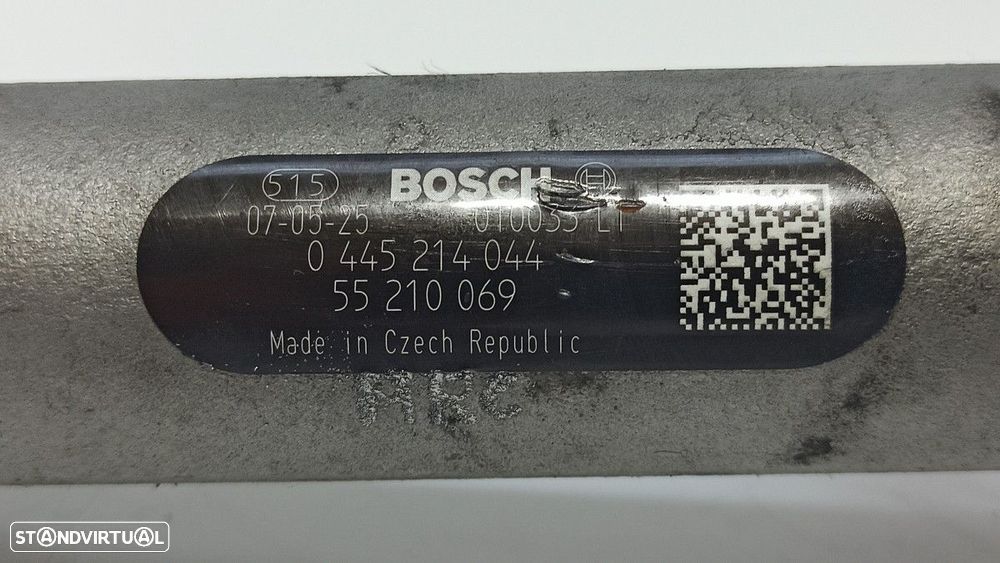 515 BOSCH
07-05-25 010035 LT
0 445 214 044
55 210 069
Made in Czech Republic
STANDVIRTUAL